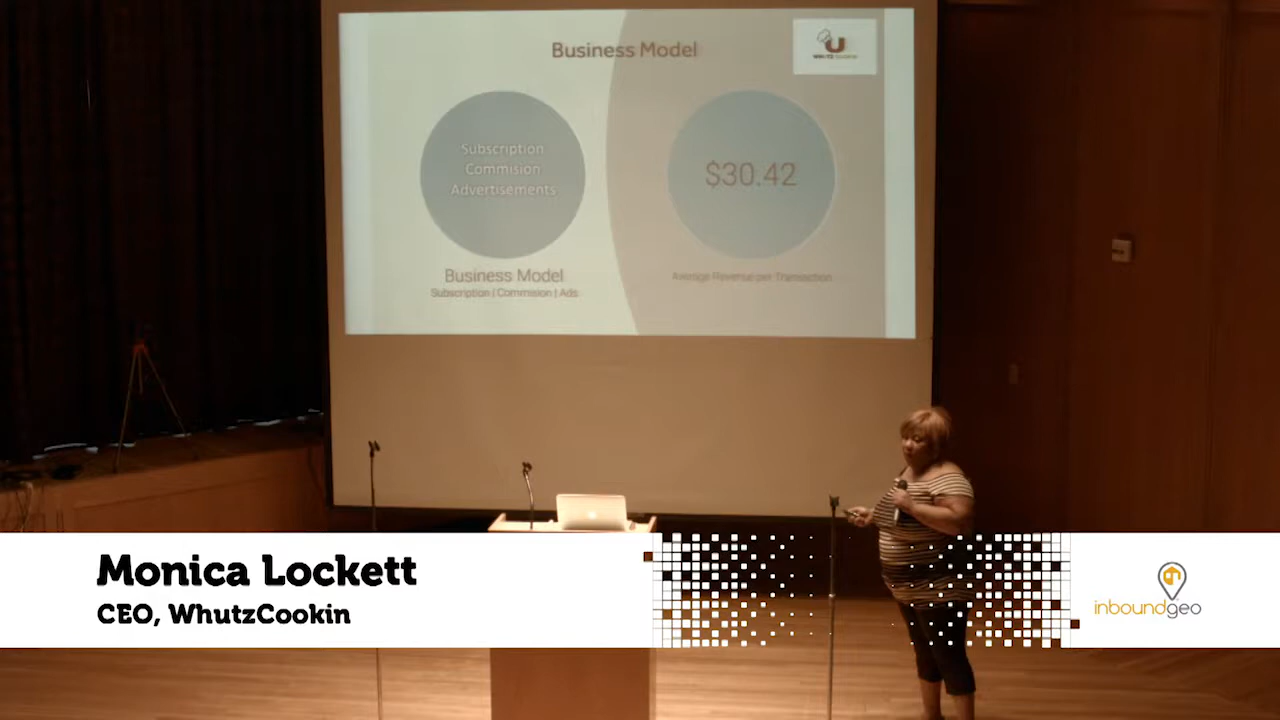 Business Model
Subscription
Commision
Advertisements
$30.42
Business Model
Subscription | Commision | Ads
Average Revenue per Transaction
Monica Lockett
CEO, WhutzCookin
inboundgeo